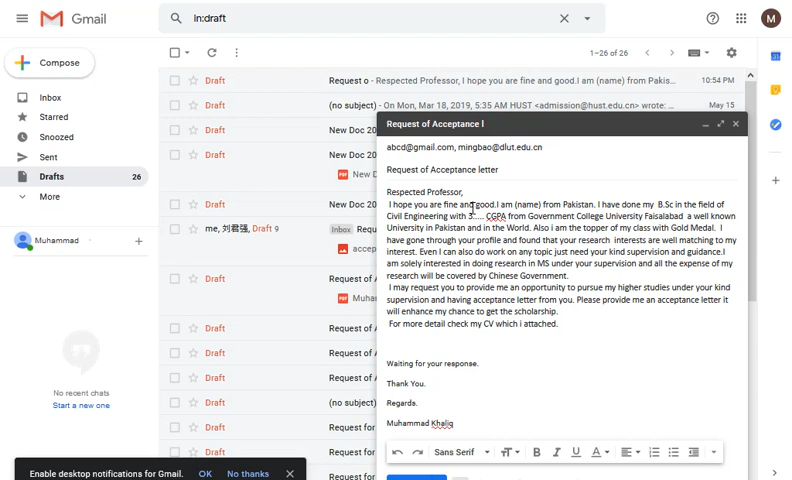 Gmail
in:draft
M
Compose
1–26 of 26
Inbox
Starred
Snoozed
Sent
Drafts 26
More
Muhammad
No recent chats
Start a new one
Draft Request o - Respected Professor, I hope you are fine and good.I am (name) from Pakis... 10:54 PM
Draft (no subject) - On Mon, Mar 18, 2019, 5:35 AM HUST <admission@hust.edu.cn> wrote: ... May 15
Draft New Doc 20
Draft New Doc 20
PDF New D
Draft New Doc 20
me, 刘君强, Draft 9 Inbox Requ
accep
Draft Request of A
PDF Muha
Draft Request of A
Draft Request of A
Draft Request of A
Draft (no subject)
Draft Request for
Draft Request for
Request for
Request of Acceptance l
abcd@gmail.com, mingbao@dlut.edu.cn
Request of Acceptance letter
Respected Professor,
I hope you are fine and good.I am (name) from Pakistan. I have done my B.Sc in the field of
Civil Engineering with 3..... CGPA from Government College University Faisalabad a well known
University in Pakistan and in the World. Also i am the topper of my class with Gold Medal. I
have gone through your profile and found that your research interests are well matching to my
interest. Even I can also do work on any topic just need your kind supervision and guidance.I
am solely interested in doing research in MS under your supervision and all the expense of my
research will be covered by Chinese Government.
I may request you to provide me an opportunity to pursue my higher studies under your kind
supervision and having acceptance letter from you. Please provide me an acceptance letter it
will enhance my chance to get the scholarship.
For more detail check my CV which i attached.
Waiting for your response.
Thank You.
Regards.
Muhammad Khaliq
Sans Serif
B I U A
Enable desktop notifications for Gmail. OK No thanks